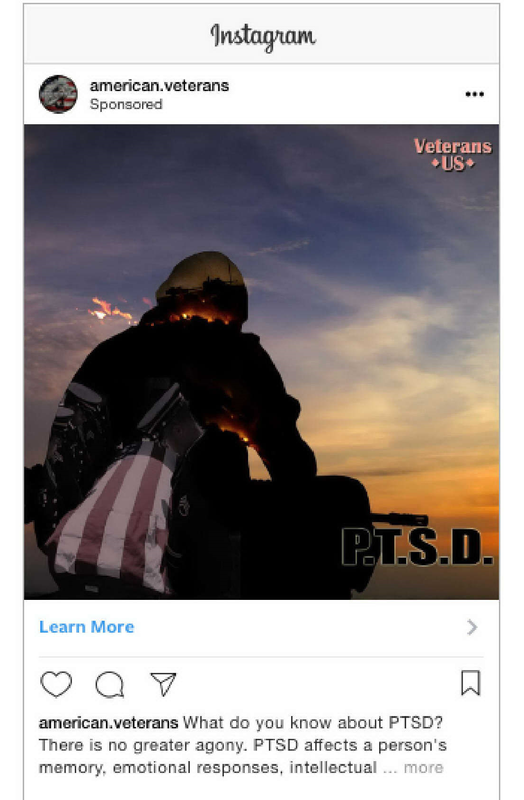 Instagram
american.veterans
Sponsored
Veterans
◆US◆
P.T.S.D.
Learn More
american.veterans What do you know about PTSD?
There is no greater agony. PTSD affects a person's
memory, emotional responses, intellectual ... more